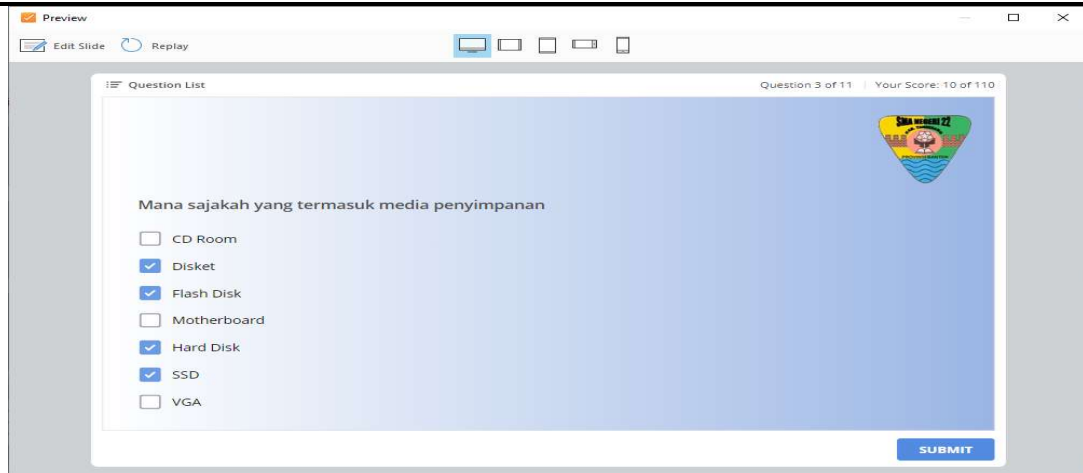 Preview
Edit Slide Replay
Question List Question 3 of 11 Your Score: 10 of 110
SMA NEGERI 22
Mana sajakah yang termasuk media penyimpanan
CD Room
Disket
Flash Disk
Motherboard
Hard Disk
SSD
VGA
SUBMIT